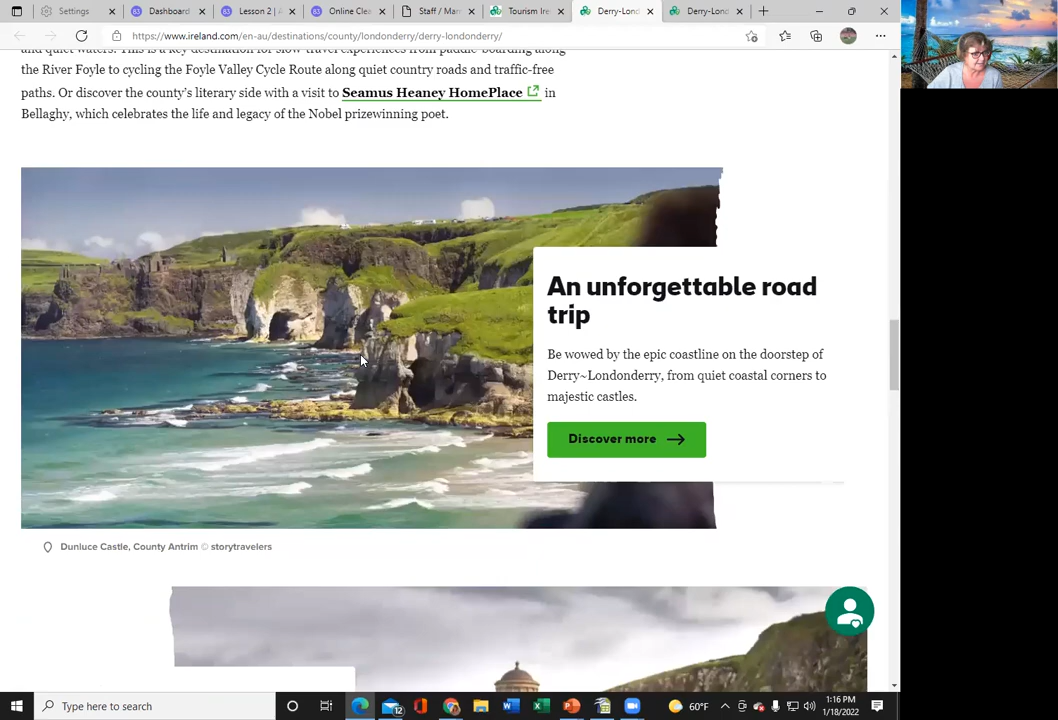 Settings
Dashboard
Lesson 2 | A
Online Clea
Staff / Man
Tourism Ire
Derry~Lond
Derry~Lond
https://www.ireland.com/en-au/destinations/county/londonderry/derry-londonderry/
and quiet waters. This is a key destination for slow travel experiences from paddle-boarding along
the River Foyle to cycling the Foyle Valley Cycle Route along quiet country roads and traffic-free
paths. Or discover the county's literary side with a visit to Seamus Heaney HomePlace in
Bellaghy, which celebrates the life and legacy of the Nobel prizewinning poet.
An unforgettable road
trip
Be wowed by the epic coastline on the doorstep of
Derry~Londonderry, from quiet coastal corners to
majestic castles.
Discover more
Dunluce Castle, County Antrim © storytravelers
Type here to search
12
60°F
1:16 PM
1/18/2022